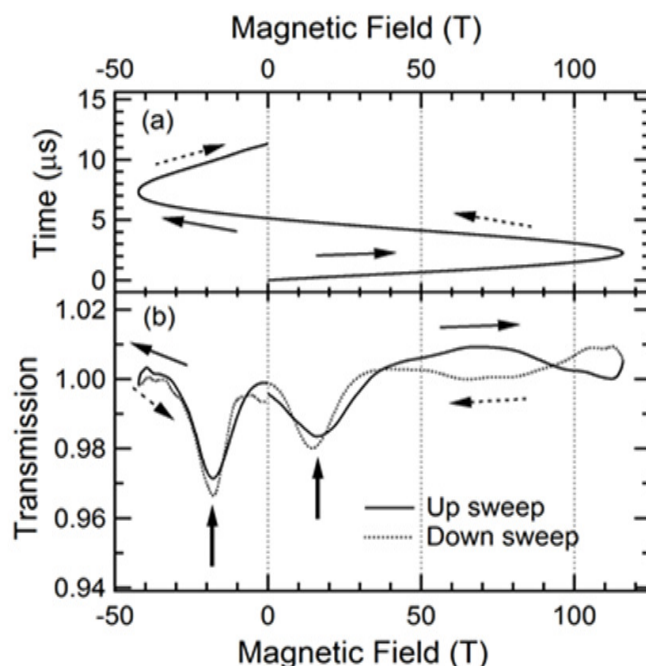 Magnetic Field (T)
-50 0 50 100
15
(a)
10
Time (μs)
5
0
1.02
(b)
1.00
Transmission
0.98
0.96
Up sweep
Down sweep
0.94
-50 0 50 100
Magnetic Field (T)